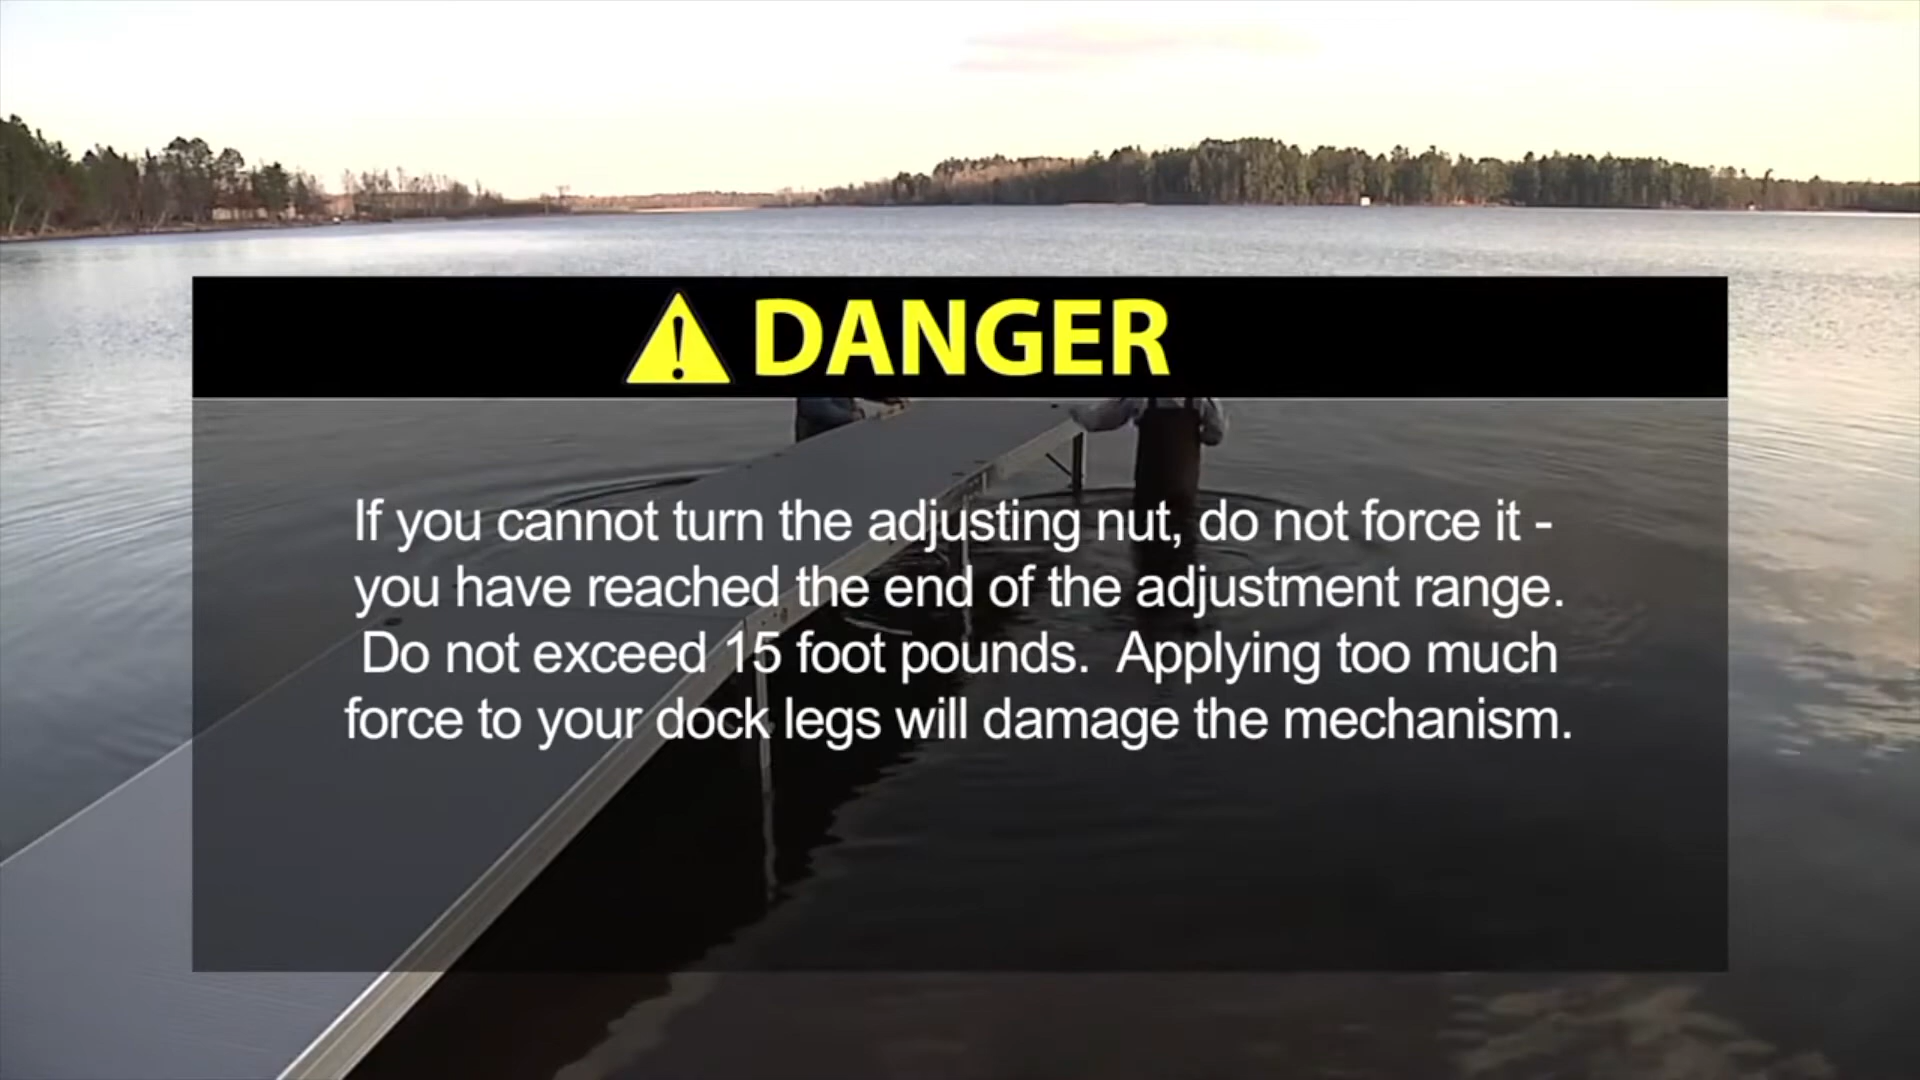 DANGER
If you cannot turn the adjusting nut, do not force it -
you have reached the end of the adjustment range.
Do not exceed 15 foot pounds.  Applying too much
force to your dock legs will damage the mechanism.